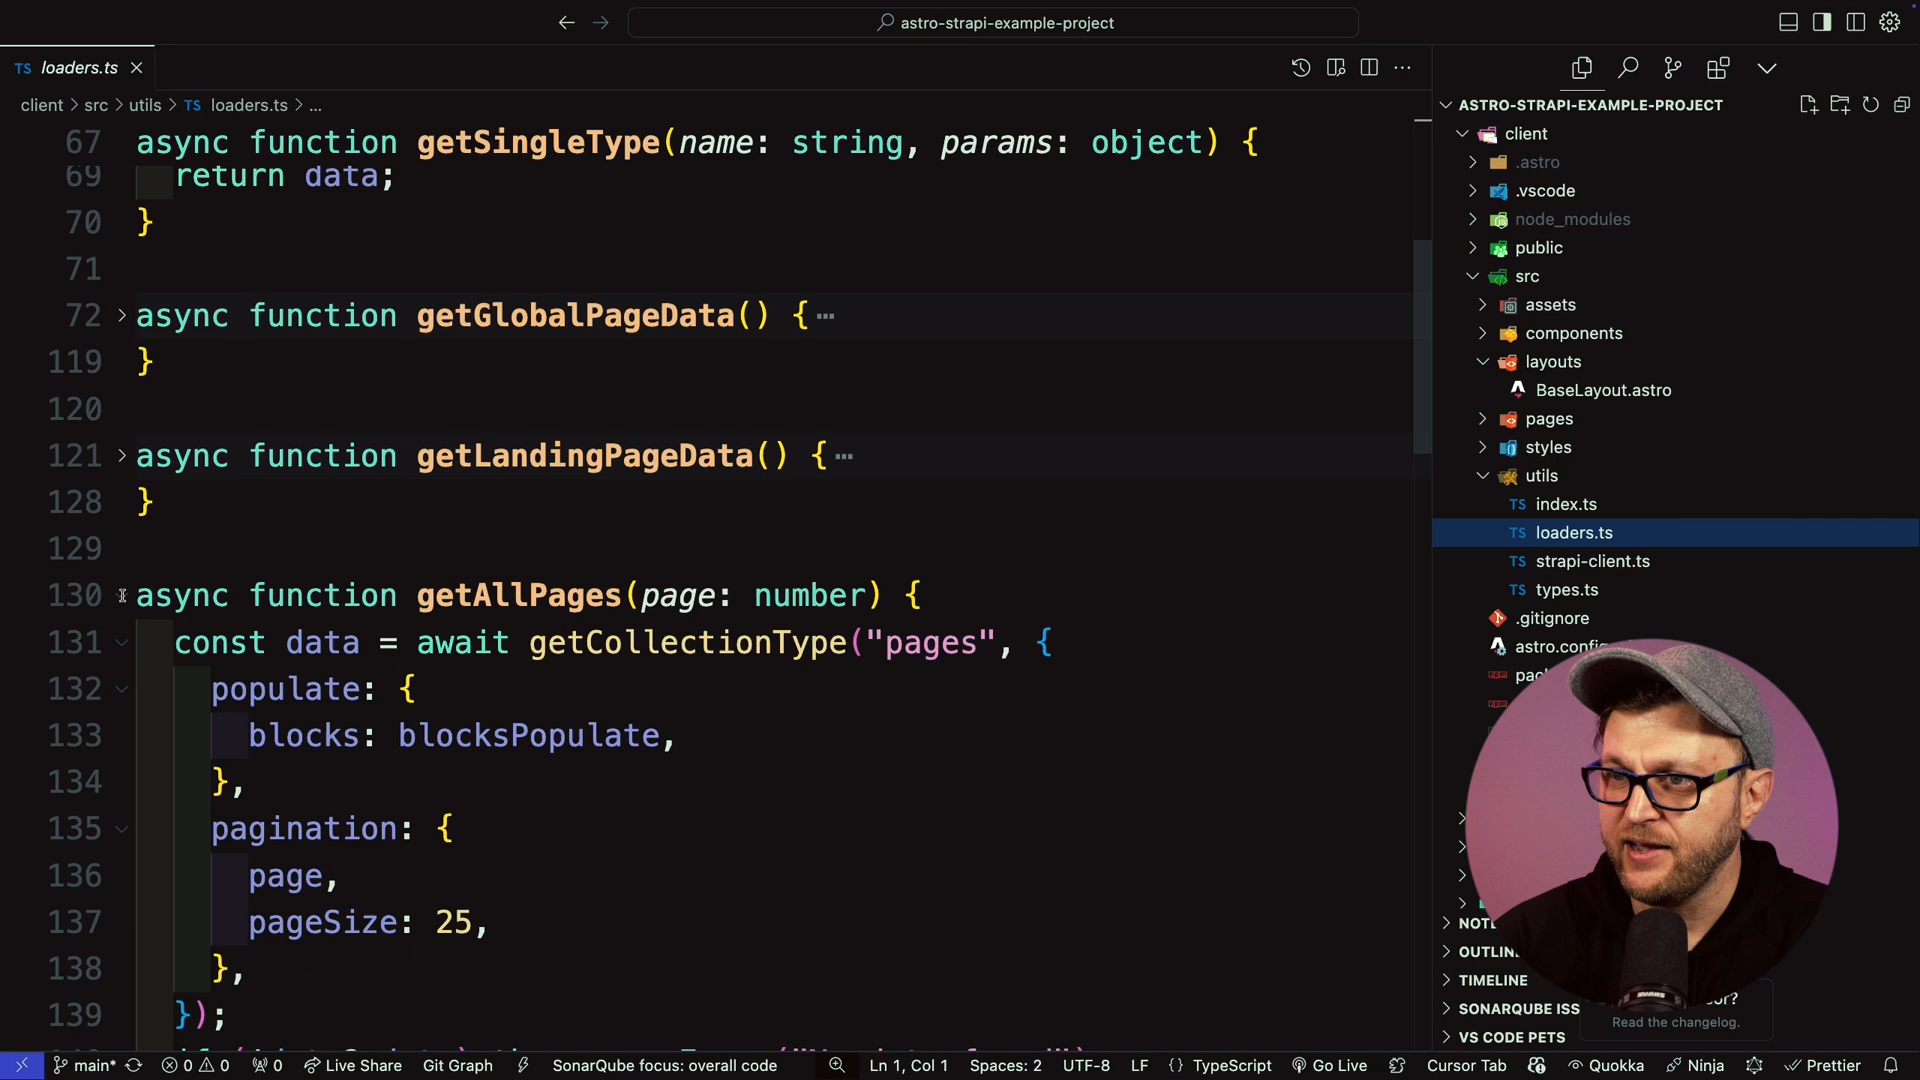 astro-strapi-example-project
TS loaders.ts
client > src > utils > TS loaders.ts > ...
67 async function getSingleType(name: string, params: object) {
69 return data;
70 }
71
72 async function getGlobalPageData() {
119 }
120
121 async function getLandingPageData() {
128 }
129
130 async function getAllPages(page: number) {
131 const data = await getCollectionType("pages", {
132 populate: {
133 blocks: blocksPopulate,
134 },
135 pagination: {
136 page,
137 pageSize: 25,
138 },
139 });
ASTRO-STRAPI-EXAMPLE-PROJECT
client
.astro
.vscode
node_modules
public
src
assets
components
layouts
BaseLayout.astro
pages
styles
utils
TS index.ts
TS loaders.ts
TS strapi-client.ts
TS types.ts
.gitignore
astro.config
OUTLINE
TIMELINE
SONARQUBE ISS
VS CODE PETS
Read the changelog.
main* 0 0 0 Live Share Git Graph SonarQube focus: overall code Ln 1, Col 1 Spaces: 2 UTF-8 LF {} TypeScript Go Live Cursor Tab Quokka Ninja Prettier